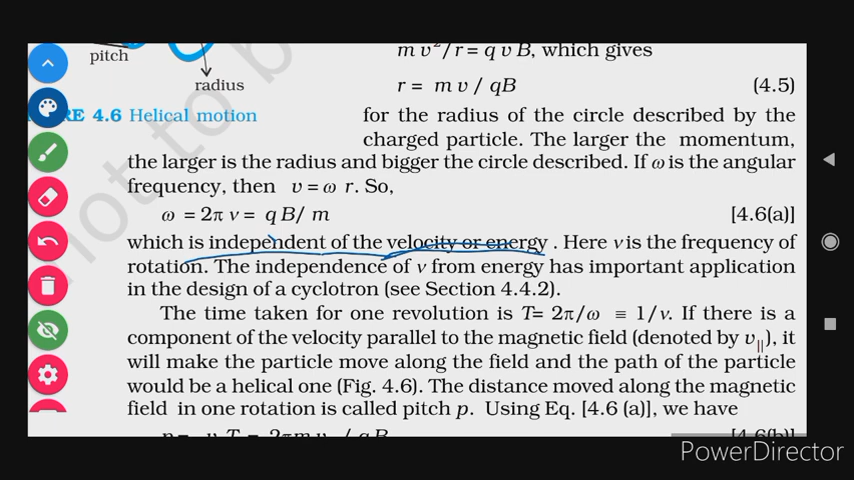 m v²/r = q v B, which gives
pitch
r = m v / qB (4.5)
radius
RE 4.6 Helical motion
for the radius of the circle described by the
charged particle. The larger the momentum,
the larger is the radius and bigger the circle described. If ω is the angular
frequency, then v = ω r. So,
ω = 2π ν = q B/ m [4.6(a)]
which is independent of the velocity or energy . Here ν is the frequency of
rotation. The independence of ν from energy has important application
in the design of a cyclotron (see Section 4.4.2).
The time taken for one revolution is T= 2π/ω ≡ 1/ν. If there is a
component of the velocity parallel to the magnetic field (denoted by v||), it
will make the particle move along the field and the path of the particle
would be a helical one (Fig. 4.6). The distance moved along the magnetic
field in one rotation is called pitch p. Using Eq. [4.6 (a)], we have
p = v T = 2πm v / q B [4.6(b)]
PowerDirector
not to b